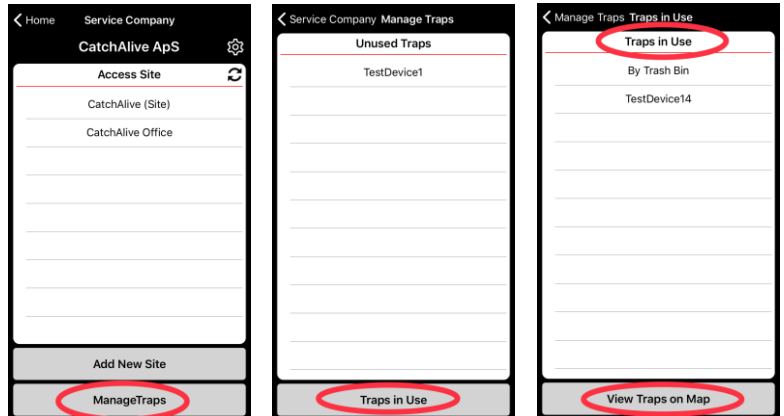 Home Service Company
CatchAlive ApS
Access Site
CatchAlive (Site)
CatchAlive Office
Add New Site
ManageTraps
Service Company Manage Traps
Unused Traps
TestDevice1
Traps in Use
Manage Traps Traps in Use
Traps in Use
By Trash Bin
TestDevice14
View Traps on Map